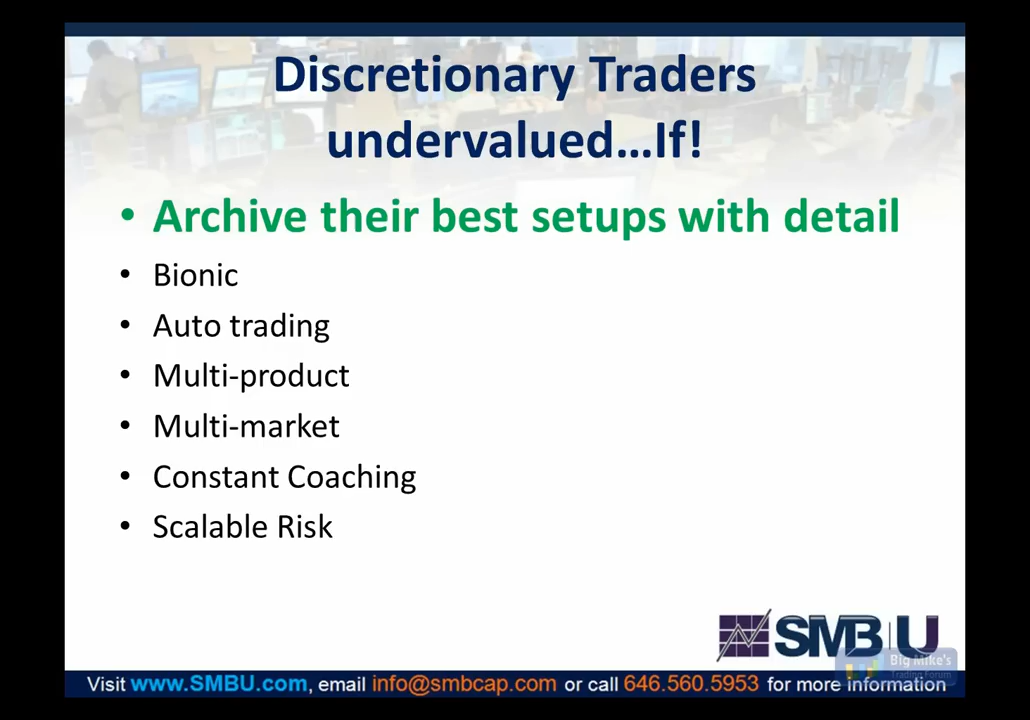 Discretionary Traders
undervalued...If!
• Archive their best setups with detail
• Bionic
• Auto trading
• Multi-product
• Multi-market
• Constant Coaching
• Scalable Risk
SMB U
Big Mike's
Trading Forum
Visit www.SMBU.com, email info@smbcap.com or call 646.560.5953 for more information